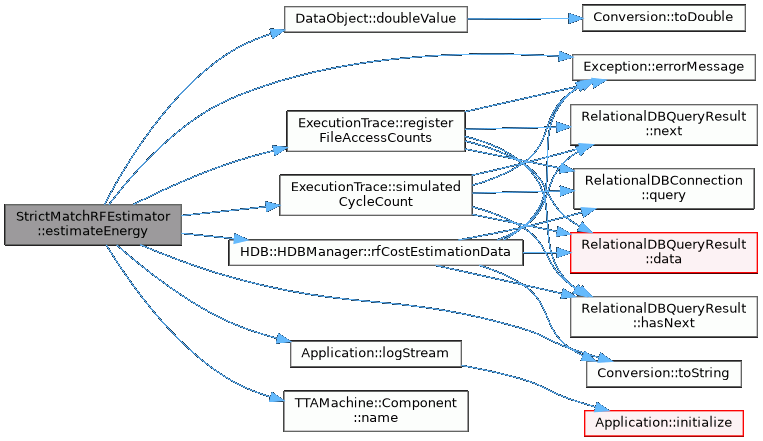 DataObject::doubleValue
Conversion::toDouble
Exception::errorMessage
ExecutionTrace::register
FileAccessCounts
RelationalDBQueryResult
::next
ExecutionTrace::simulated
CycleCount
RelationalDBConnection
::query
StrictMatchRFEstimator
::estimateEnergy
HDB::HDBManager::rfCostEstimationData
RelationalDBQueryResult
::data
RelationalDBQueryResult
::hasNext
Application::logStream
Conversion::toString
TTAMachine::Component
::name
Application::initialize